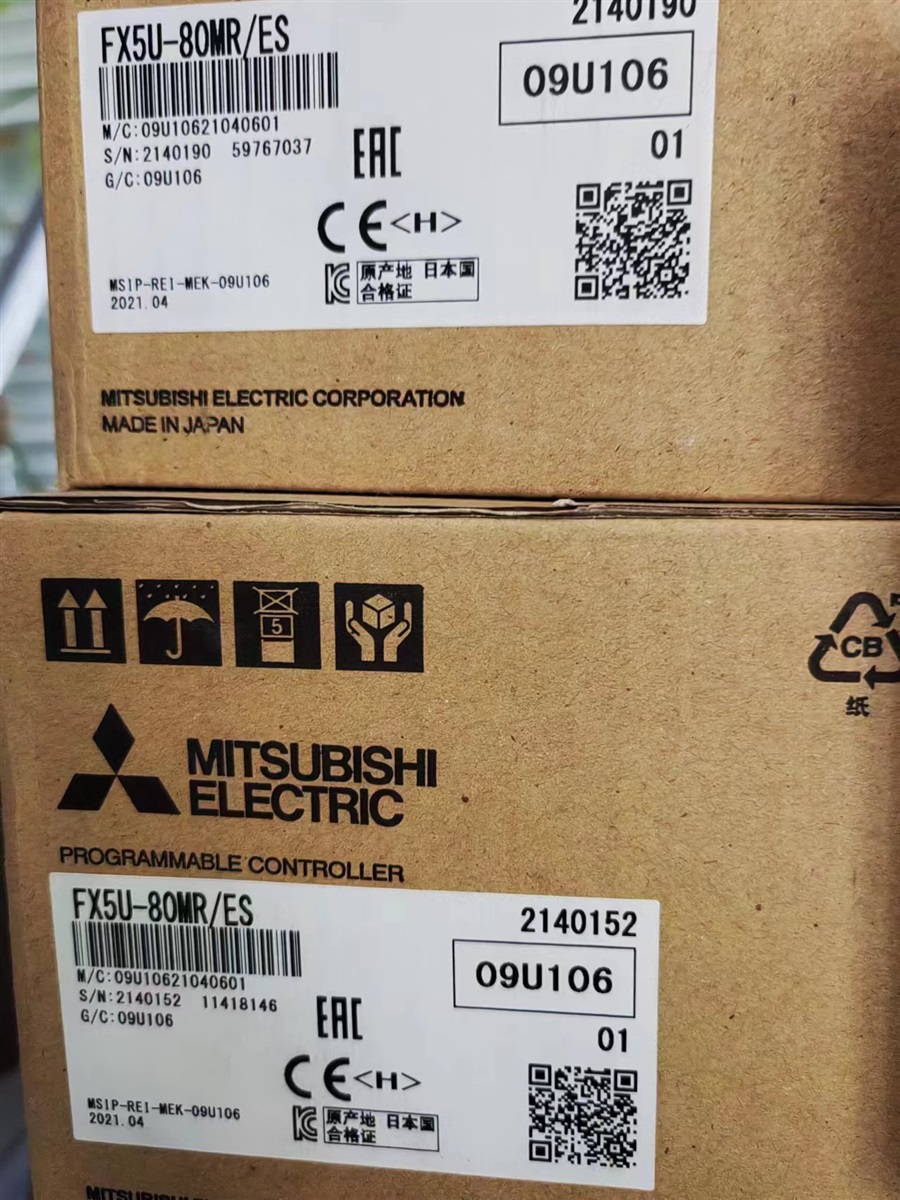 FX5U-80MR/ES
2140190
09U106
M/C:09U10621040601
S/N:2140190 59767037
G/C:09U106
01
EAC
CE<H>
MSIP-REI-MEK-09U106
2021.04
KC
原产地 日本国
合格证
MITSUBISHI ELECTRIC CORPORATION
MADE IN JAPAN
5
CB
纸
MITSUBISHI
ELECTRIC
PROGRAMMABLE CONTROLLER
FX5U-80MR/ES
2140152
09U106
M/C:09U10621040601
S/N:2140152 11418146
G/C:09U106
01
EAC
CE<H>
MSIP-REI-MEK-09U106
2021.04
KC
原产地 日本国
合格证
MITSUBISHI